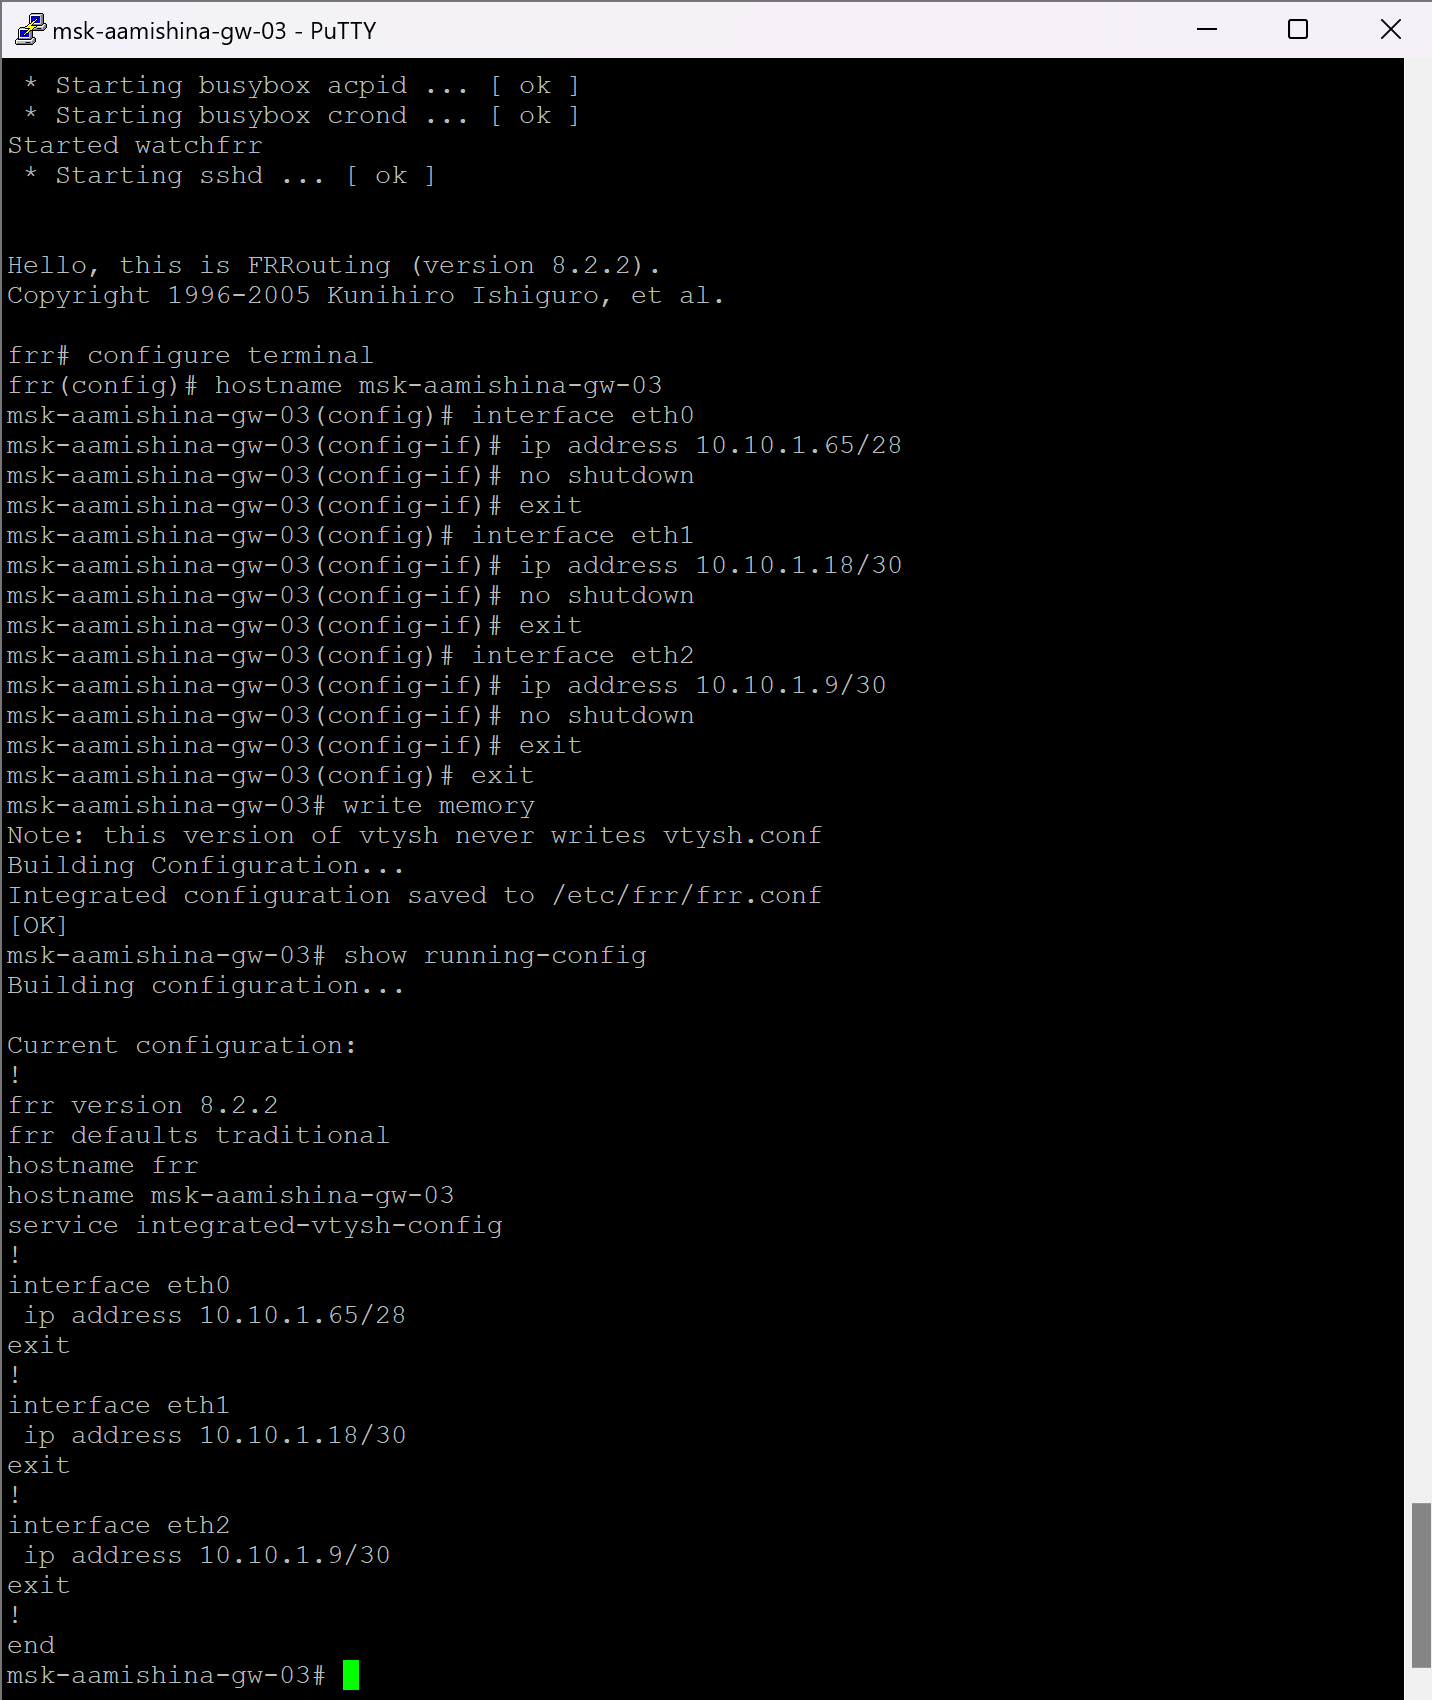 msk-aamishina-gw-03 - PuTTY
 * Starting busybox acpid ... [ ok ]
 * Starting busybox crond ... [ ok ]
Started watchfrr
 * Starting sshd ... [ ok ]
Hello, this is FRRouting (version 8.2.2).
Copyright 1996-2005 Kunihiro Ishiguro, et al.
frr# configure terminal
frr(config)# hostname msk-aamishina-gw-03
msk-aamishina-gw-03(config)# interface eth0
msk-aamishina-gw-03(config-if)# ip address 10.10.1.65/28
msk-aamishina-gw-03(config-if)# no shutdown
msk-aamishina-gw-03(config-if)# exit
msk-aamishina-gw-03(config)# interface eth1
msk-aamishina-gw-03(config-if)# ip address 10.10.1.18/30
msk-aamishina-gw-03(config-if)# no shutdown
msk-aamishina-gw-03(config-if)# exit
msk-aamishina-gw-03(config)# interface eth2
msk-aamishina-gw-03(config-if)# ip address 10.10.1.9/30
msk-aamishina-gw-03(config-if)# no shutdown
msk-aamishina-gw-03(config-if)# exit
msk-aamishina-gw-03(config)# exit
msk-aamishina-gw-03# write memory
Note: this version of vtysh never writes vtysh.conf
Building Configuration...
Integrated configuration saved to /etc/frr/frr.conf
[OK]
msk-aamishina-gw-03# show running-config
Building configuration...
Current configuration:
!
frr version 8.2.2
frr defaults traditional
hostname frr
hostname msk-aamishina-gw-03
service integrated-vtysh-config
!
interface eth0
 ip address 10.10.1.65/28
exit
!
interface eth1
 ip address 10.10.1.18/30
exit
!
interface eth2
 ip address 10.10.1.9/30
exit
!
end
msk-aamishina-gw-03#